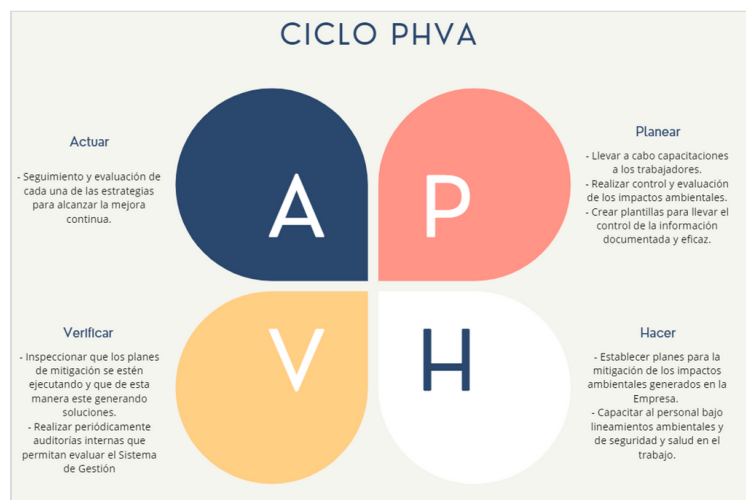 CICLO PHVA
Actuar
- Seguimiento y evaluación de
cada una de las estrategias
para alcanzar la mejora
continua.
A
P
Planear
- Llevar a cabo capacitaciones
a los trabajadores.
- Realizar control y evaluación
de los impactos ambientales.
- Crear plantillas para llevar el
control de la información
documentada y eficaz.
Verificar
- Inspeccionar que los planes
de mitigación se estén
ejecutando y que de esta
manera este generando
soluciones.
- Realizar periódicamente
auditorías internas que
permitan evaluar el Sistema
de Gestión
V
H
Hacer
- Establecer planes para la
mitigación de los impactos
ambientales generados en la
Empresa.
- Capacitar al personal bajo
lineamientos ambientales y
de seguridad y salud en el
trabajo.